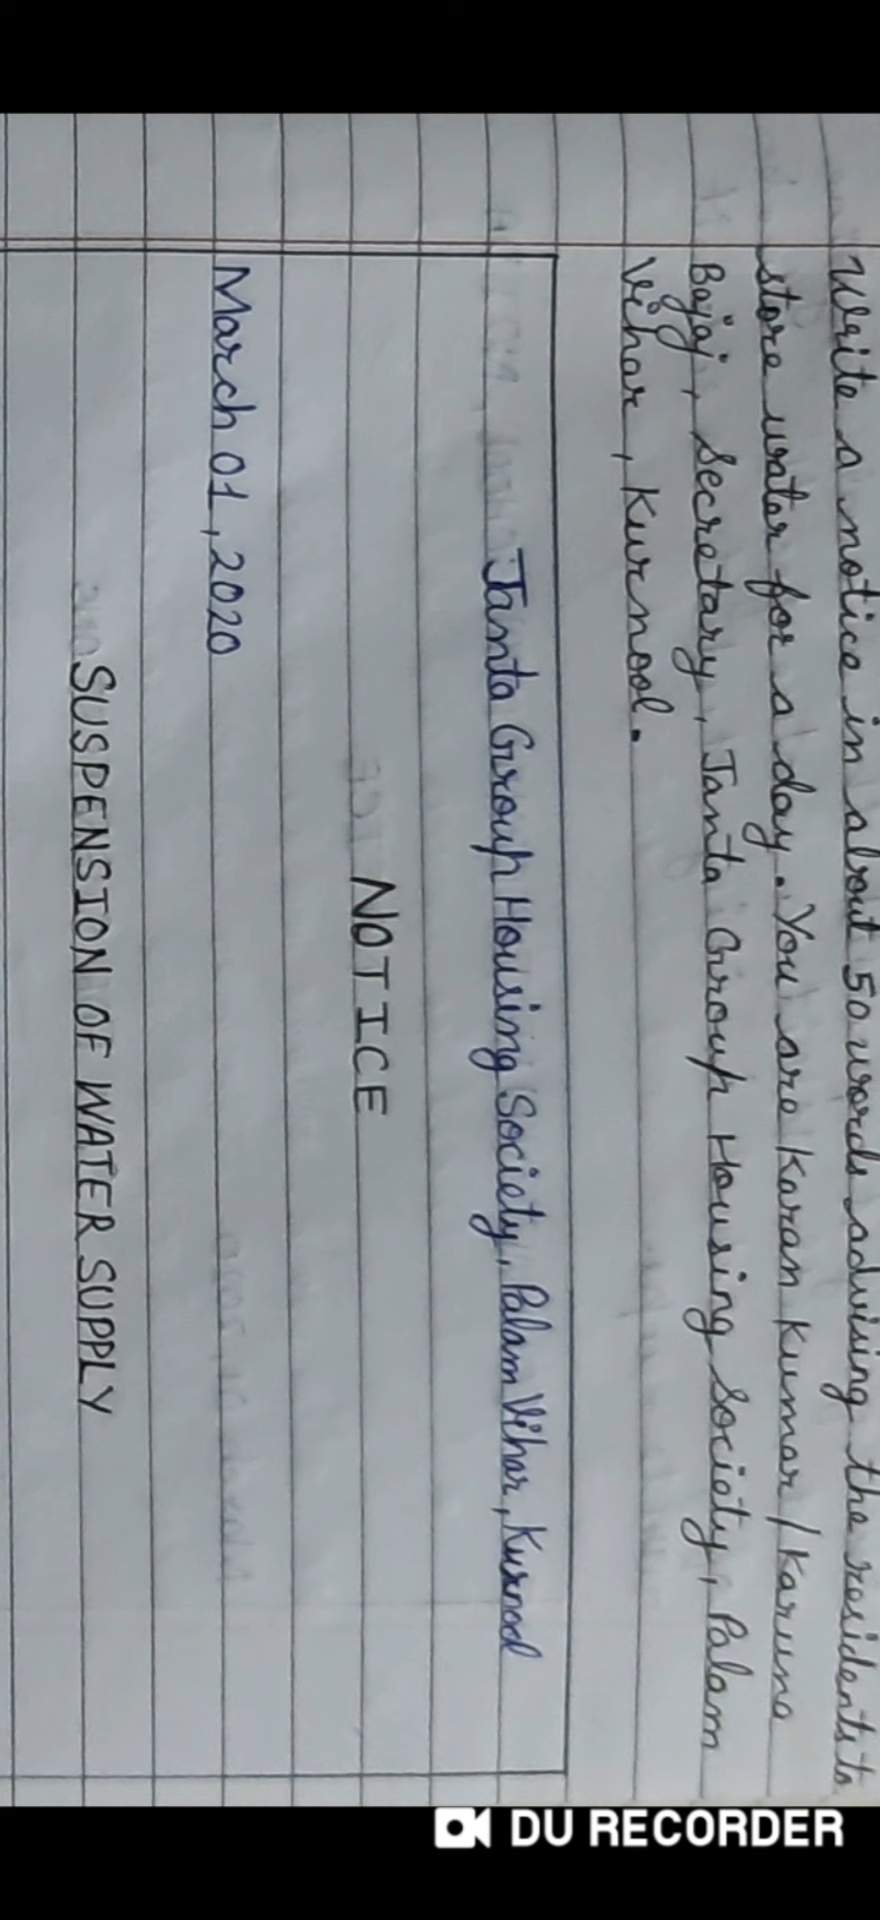 Write a notice in about 50 words advising the residents to
store water for a day. You are Karan Kumar / Karuna
Bajaj, Secretary, Janta Group Housing Society, Palam
Vihar, Kurnool.
Janta Group Housing Society, Palam Vihar, Kurnool
NOTICE
March 01, 2020
SUSPENSION OF WATER SUPPLY
DU RECORDER